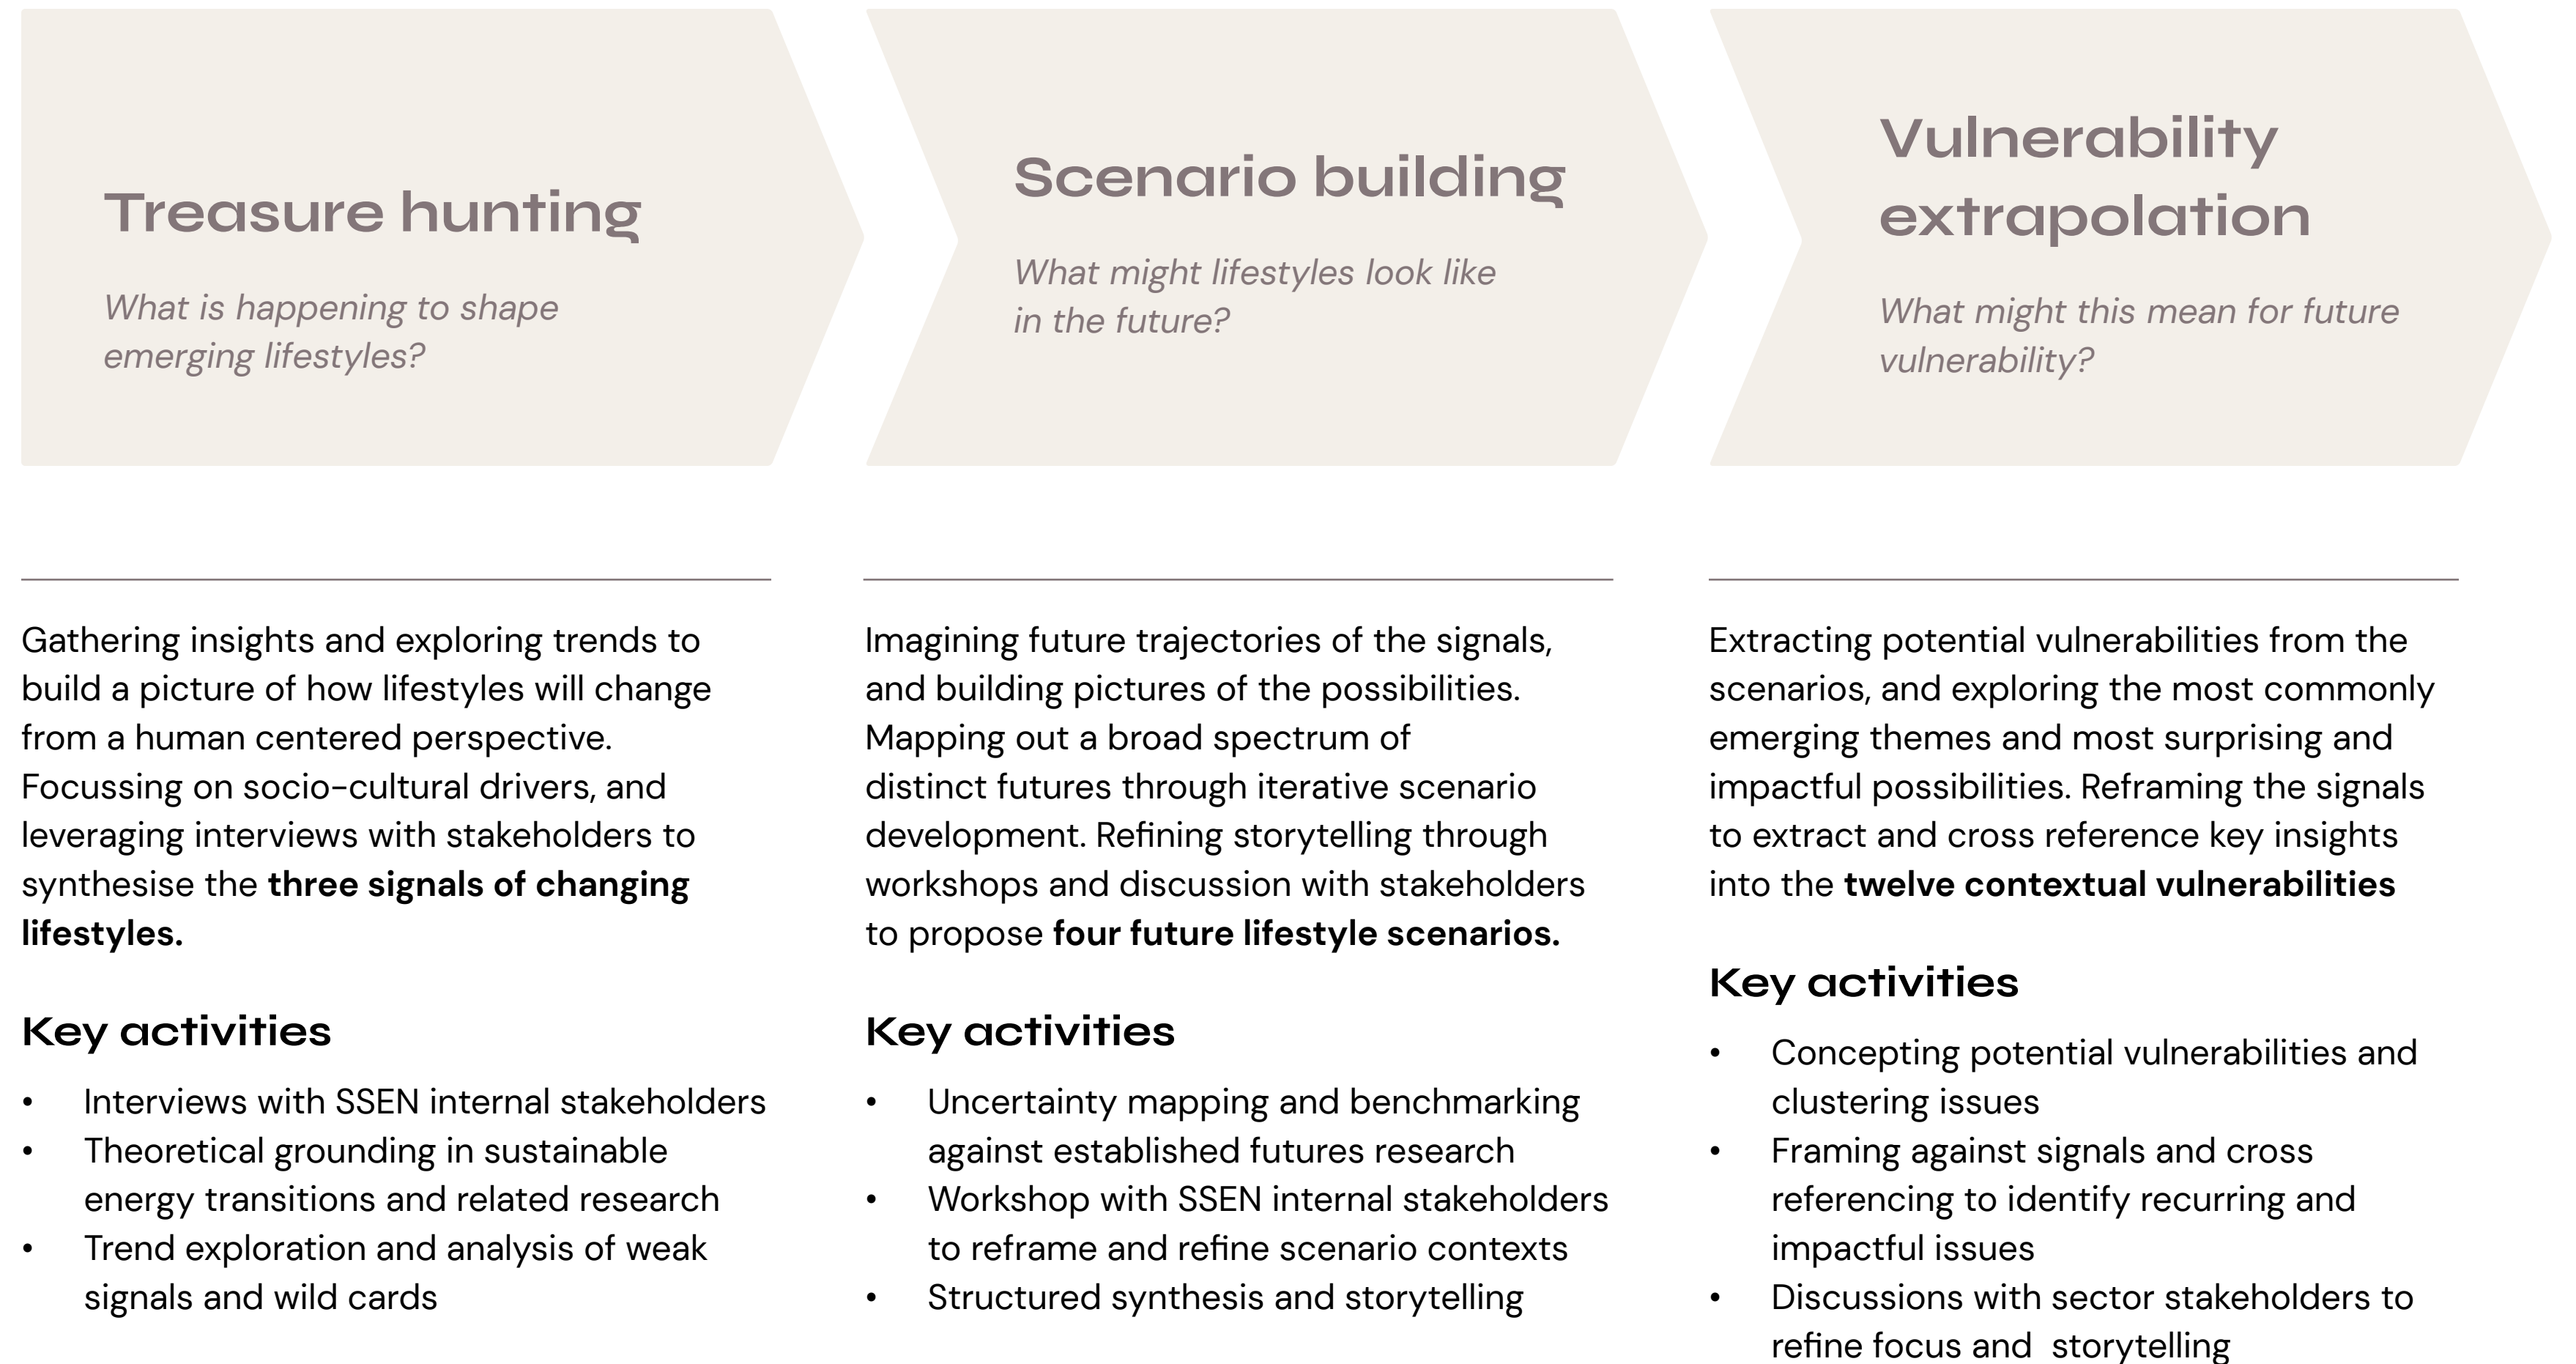 Treasure hunting
What is happening to shape
emerging lifestyles?
Scenario building
What might lifestyles look like
in the future?
Vulnerability
extrapolation
What might this mean for future
vulnerability?
Gathering insights and exploring trends to
build a picture of how lifestyles will change
from a human centered perspective.
Focussing on socio-cultural drivers, and
leveraging interviews with stakeholders to
synthesise the three signals of changing
lifestyles.
Key activities
• Interviews with SSEN internal stakeholders
• Theoretical grounding in sustainable
energy transitions and related research
• Trend exploration and analysis of weak
signals and wild cards
Imagining future trajectories of the signals,
and building pictures of the possibilities.
Mapping out a broad spectrum of
distinct futures through iterative scenario
development. Refining storytelling through
workshops and discussion with stakeholders
to propose four future lifestyle scenarios.
Key activities
• Uncertainty mapping and benchmarking
against established futures research
• Workshop with SSEN internal stakeholders
to reframe and refine scenario contexts
• Structured synthesis and storytelling
Extracting potential vulnerabilities from the
scenarios, and exploring the most commonly
emerging themes and most surprising and
impactful possibilities. Reframing the signals
to extract and cross reference key insights
into the twelve contextual vulnerabilities
Key activities
• Concepting potential vulnerabilities and
clustering issues
• Framing against signals and cross
referencing to identify recurring and
impactful issues
• Discussions with sector stakeholders to
refine focus and  storytelling